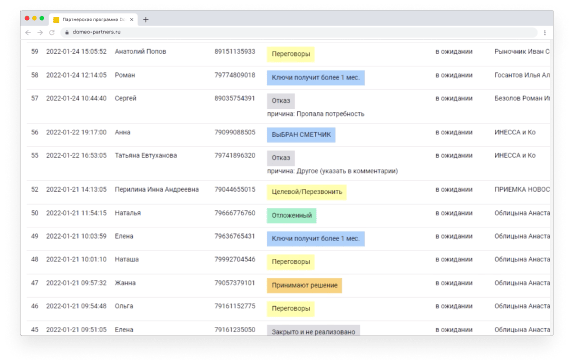 Партнерская программа
domeo-partners.ru
59 2022-01-24 15:05:52 Анатолий Попов 89151135933 Переговоры в ожидании Рыночник Иван С
58 2022-01-24 12:14:05 Роман 79774809018 Ключи получит более 1 мес. в ожидании Госантов Илья Ал
57 2022-01-24 10:44:40 Сергей 89035754391 Отказ в ожидании Безолов Роман И
причина: Пропала потребность
56 2022-01-22 19:17:00 Анна 79099088505 ВыБРАН СМЕТЧИК в ожидании ИНЕССА и Ко
55 2022-01-22 16:53:05 Татьяна Евтуханова 79741896320 Отказ в ожидании ИНЕССА и Ко
причина: Другое (указать в комментарии)
52 2022-01-21 14:13:05 Перилина Инна Андреевна 79044655015 Целевой/Перезвонить в ожидании ПРИЕМКА НОВОС
50 2022-01-21 11:54:15 Наталья 79666776760 Отложенный в ожидании Облицына Анаста
49 2022-01-21 10:03:59 Елена 79636765431 Ключи получит более 1 мес. в ожидании Облицына Анаста
48 2022-01-21 10:01:10 Наташа 79992704546 Переговоры в ожидании Облицына Анаста
47 2022-01-21 09:57:32 Жанна 79057379101 Принимают решение в ожидании Облицына Анаста
46 2022-01-21 09:54:48 Ольга 79161152775 Переговоры в ожидании Облицына Анаста
45 2022-01-21 09:51:05 Елена 79161235050 Закрыто и не реализовано в ожидании Облицына Анаста